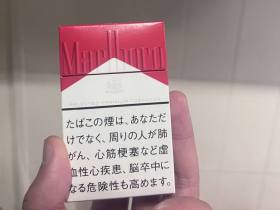 Marlboro
たばこの煙は、あなただ
けでなく、周りの人が肺
がん、心筋梗塞など虚
血性心疾患、脳卒中に
なる危険性も高めます。